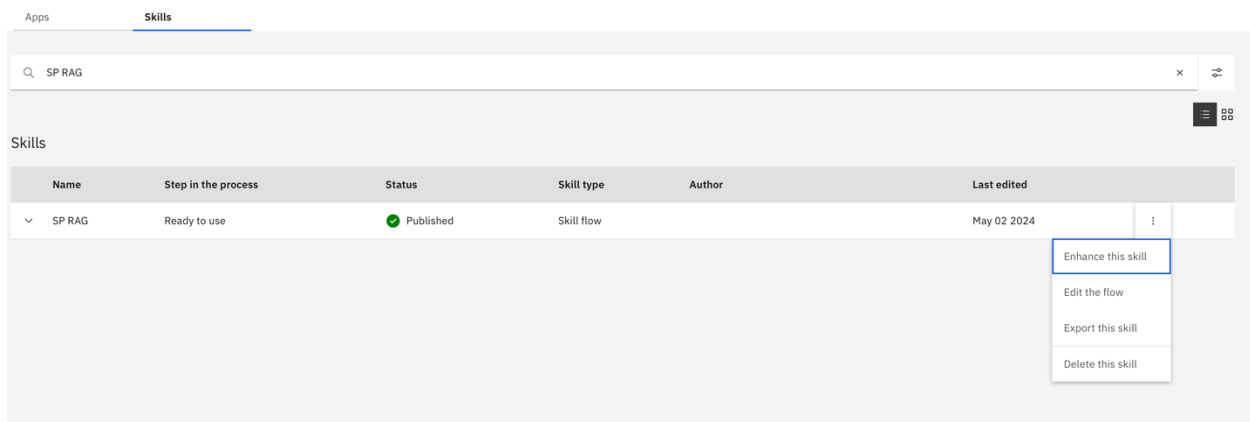 Apps Skills
SP RAG
Skills
Name Step in the process Status Skill type Author Last edited
SP RAG Ready to use Published Skill flow May 02 2024
Enhance this skill
Edit the flow
Export this skill
Delete this skill